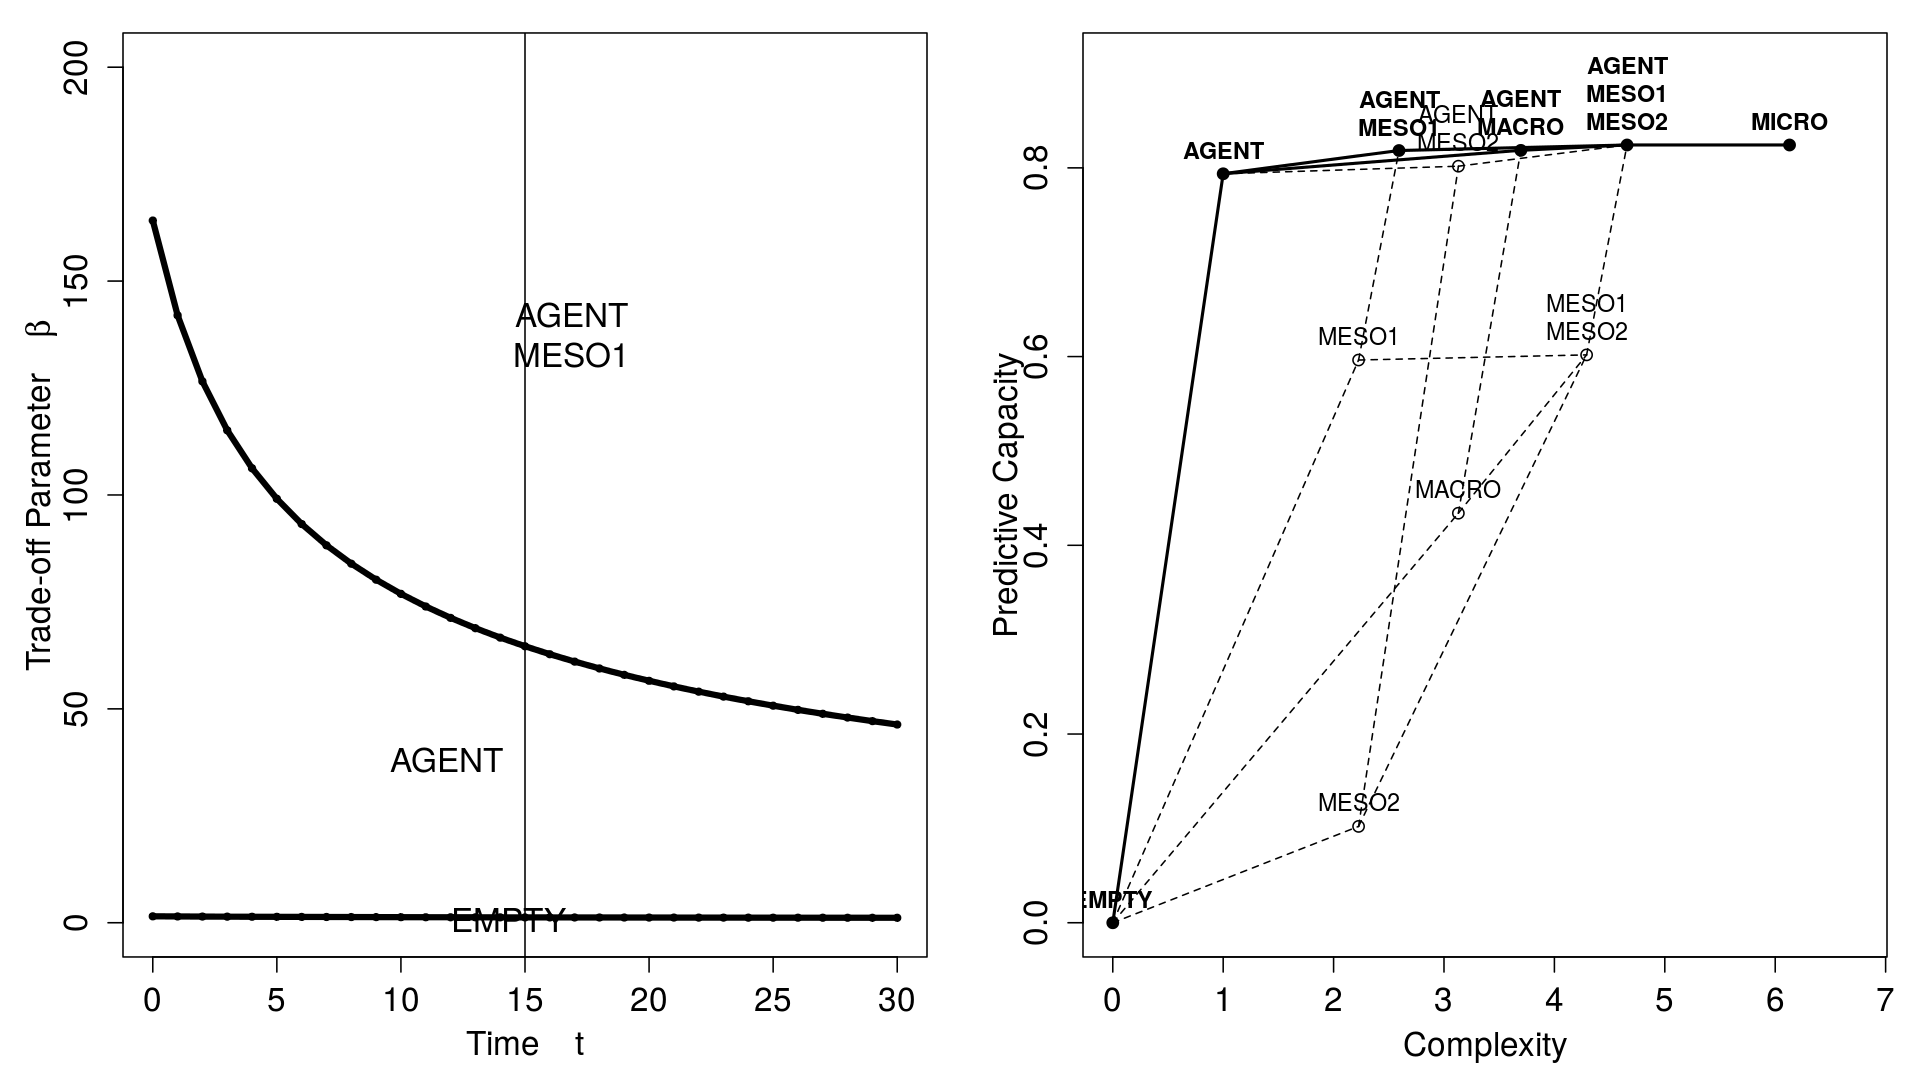 200
150
100
50
0
Trade-off Parameter β
AGENT
MESO1
AGENT
EMPTY
0 5 10 15 20 25 30
Time t
0.8
0.6
0.4
0.2
0.0
Predictive Capacity
AGENT
AGENT
MESO1
AGENT
MESO2
AGENT
MACRO
AGENT
MESO1
MESO2
MICRO
MESO1
MESO1
MESO2
MACRO
MESO2
EMPTY
0 1 2 3 4 5 6 7
Complexity